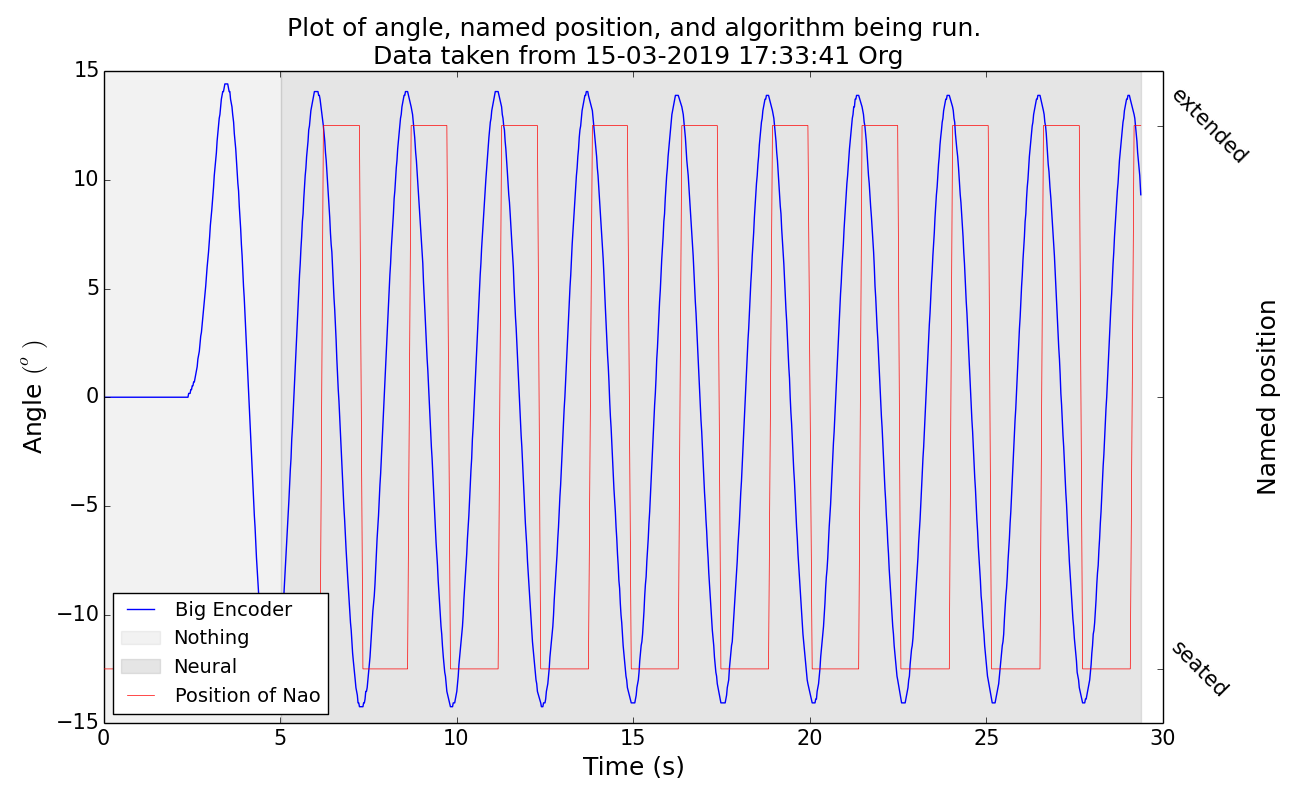 Plot of angle, named position, and algorithm being run.
Data taken from 15-03-2019 17:33:41 Org
15
10
5
0
−5
−10
−15
Angle (°)
Big Encoder
Nothing
Neural
Position of Nao
0 5 10 15 20 25 30
Time (s)
extended
seated
Named position